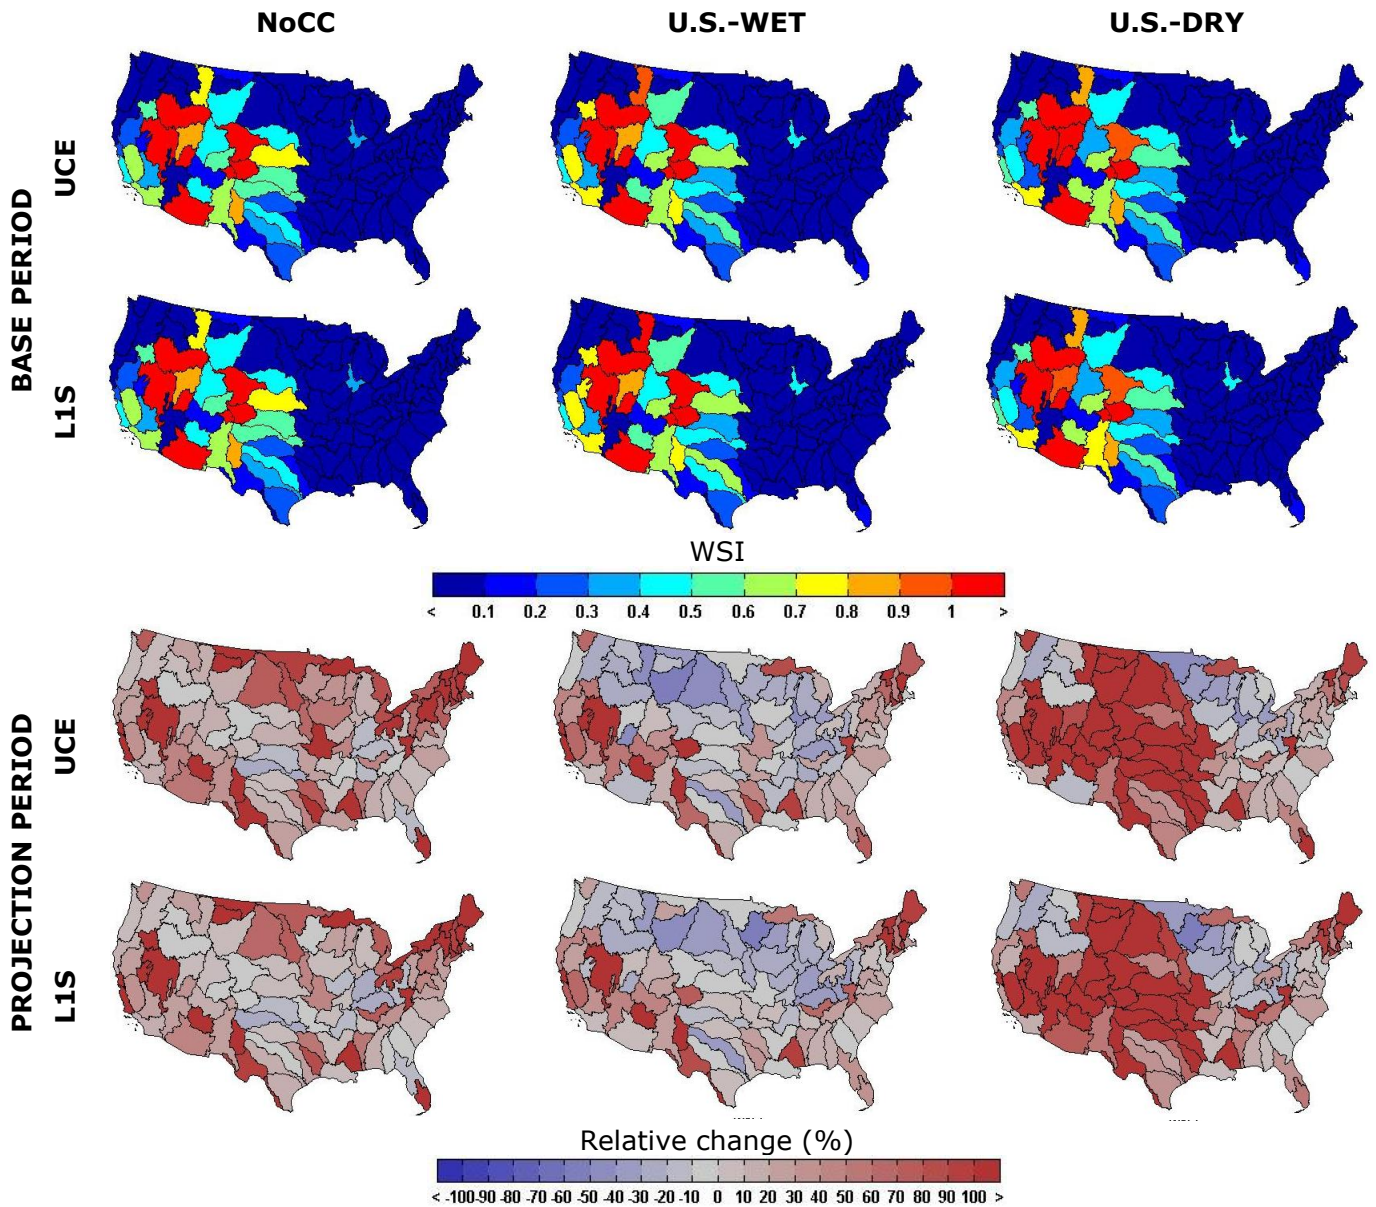 NoCC U.S.-WET U.S.-DRY
BASE PERIOD
UCE
L1S
WSI
< 0.1 0.2 0.3 0.4 0.5 0.6 0.7 0.8 0.9 1 >
PROJECTION PERIOD
UCE
L1S
Relative change (%)
< -100 -90 -80 -70 -60 -50 -40 -30 -20 -10 0 10 20 30 40 50 60 70 80 90 100 >